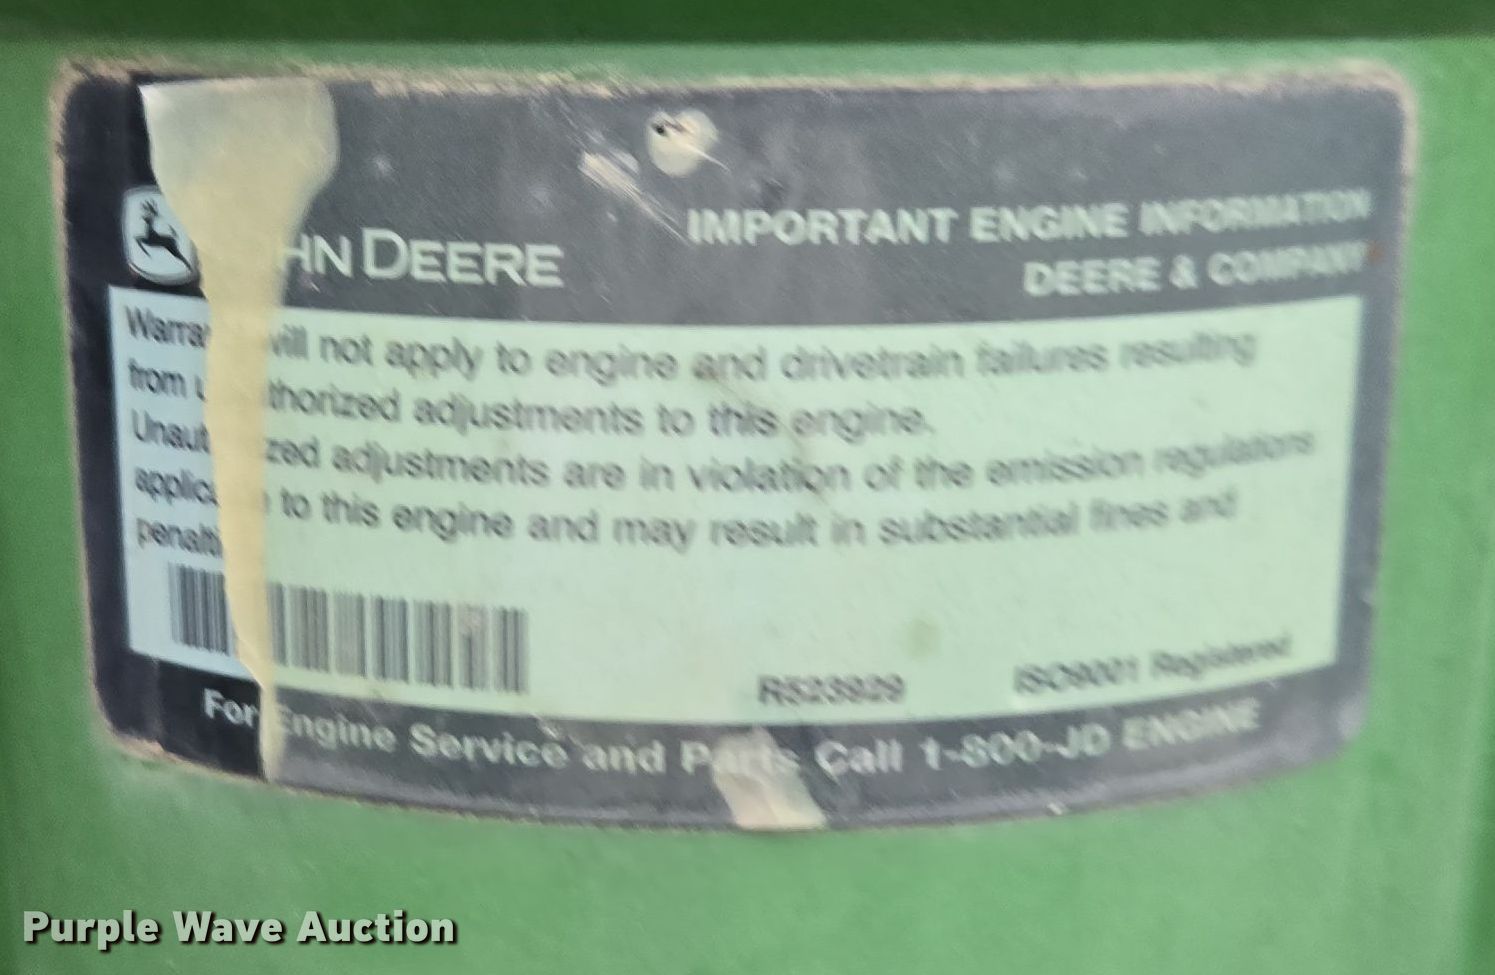 HN DEERE
IMPORTANT ENGINE INFORMATION
DEERE & COMPANY
Warra will not apply to engine and drivetrain failures resulting
from u thorized adjustments to this engine.
Unaut zed adjustments are in violation of the emission regulations
applica to this engine and may result in substantial fines and
penalti
R523929 ISO9001 Registered
For Engine Service and Parts Call 1-800-JD ENGINE
Purple Wave Auction